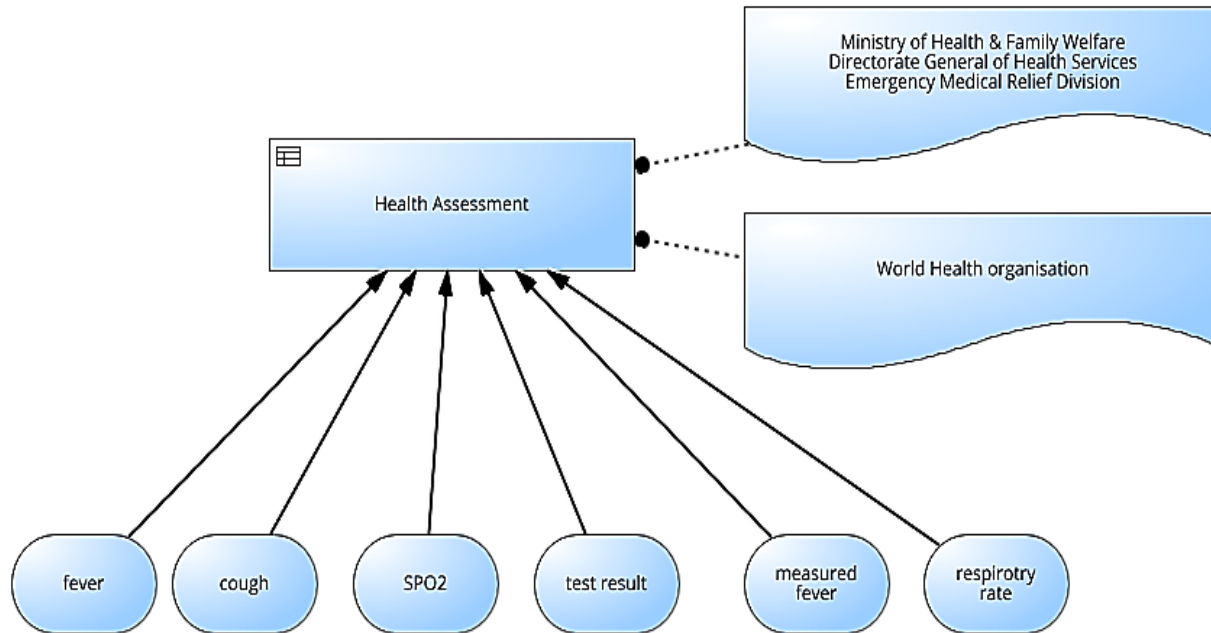 Ministry of Health & Family Welfare
Directorate General of Health Services
Emergency Medical Relief Division
Health Assessment
World Health organisation
fever
cough
SPO2
test result
measured
fever
respirotry
rate